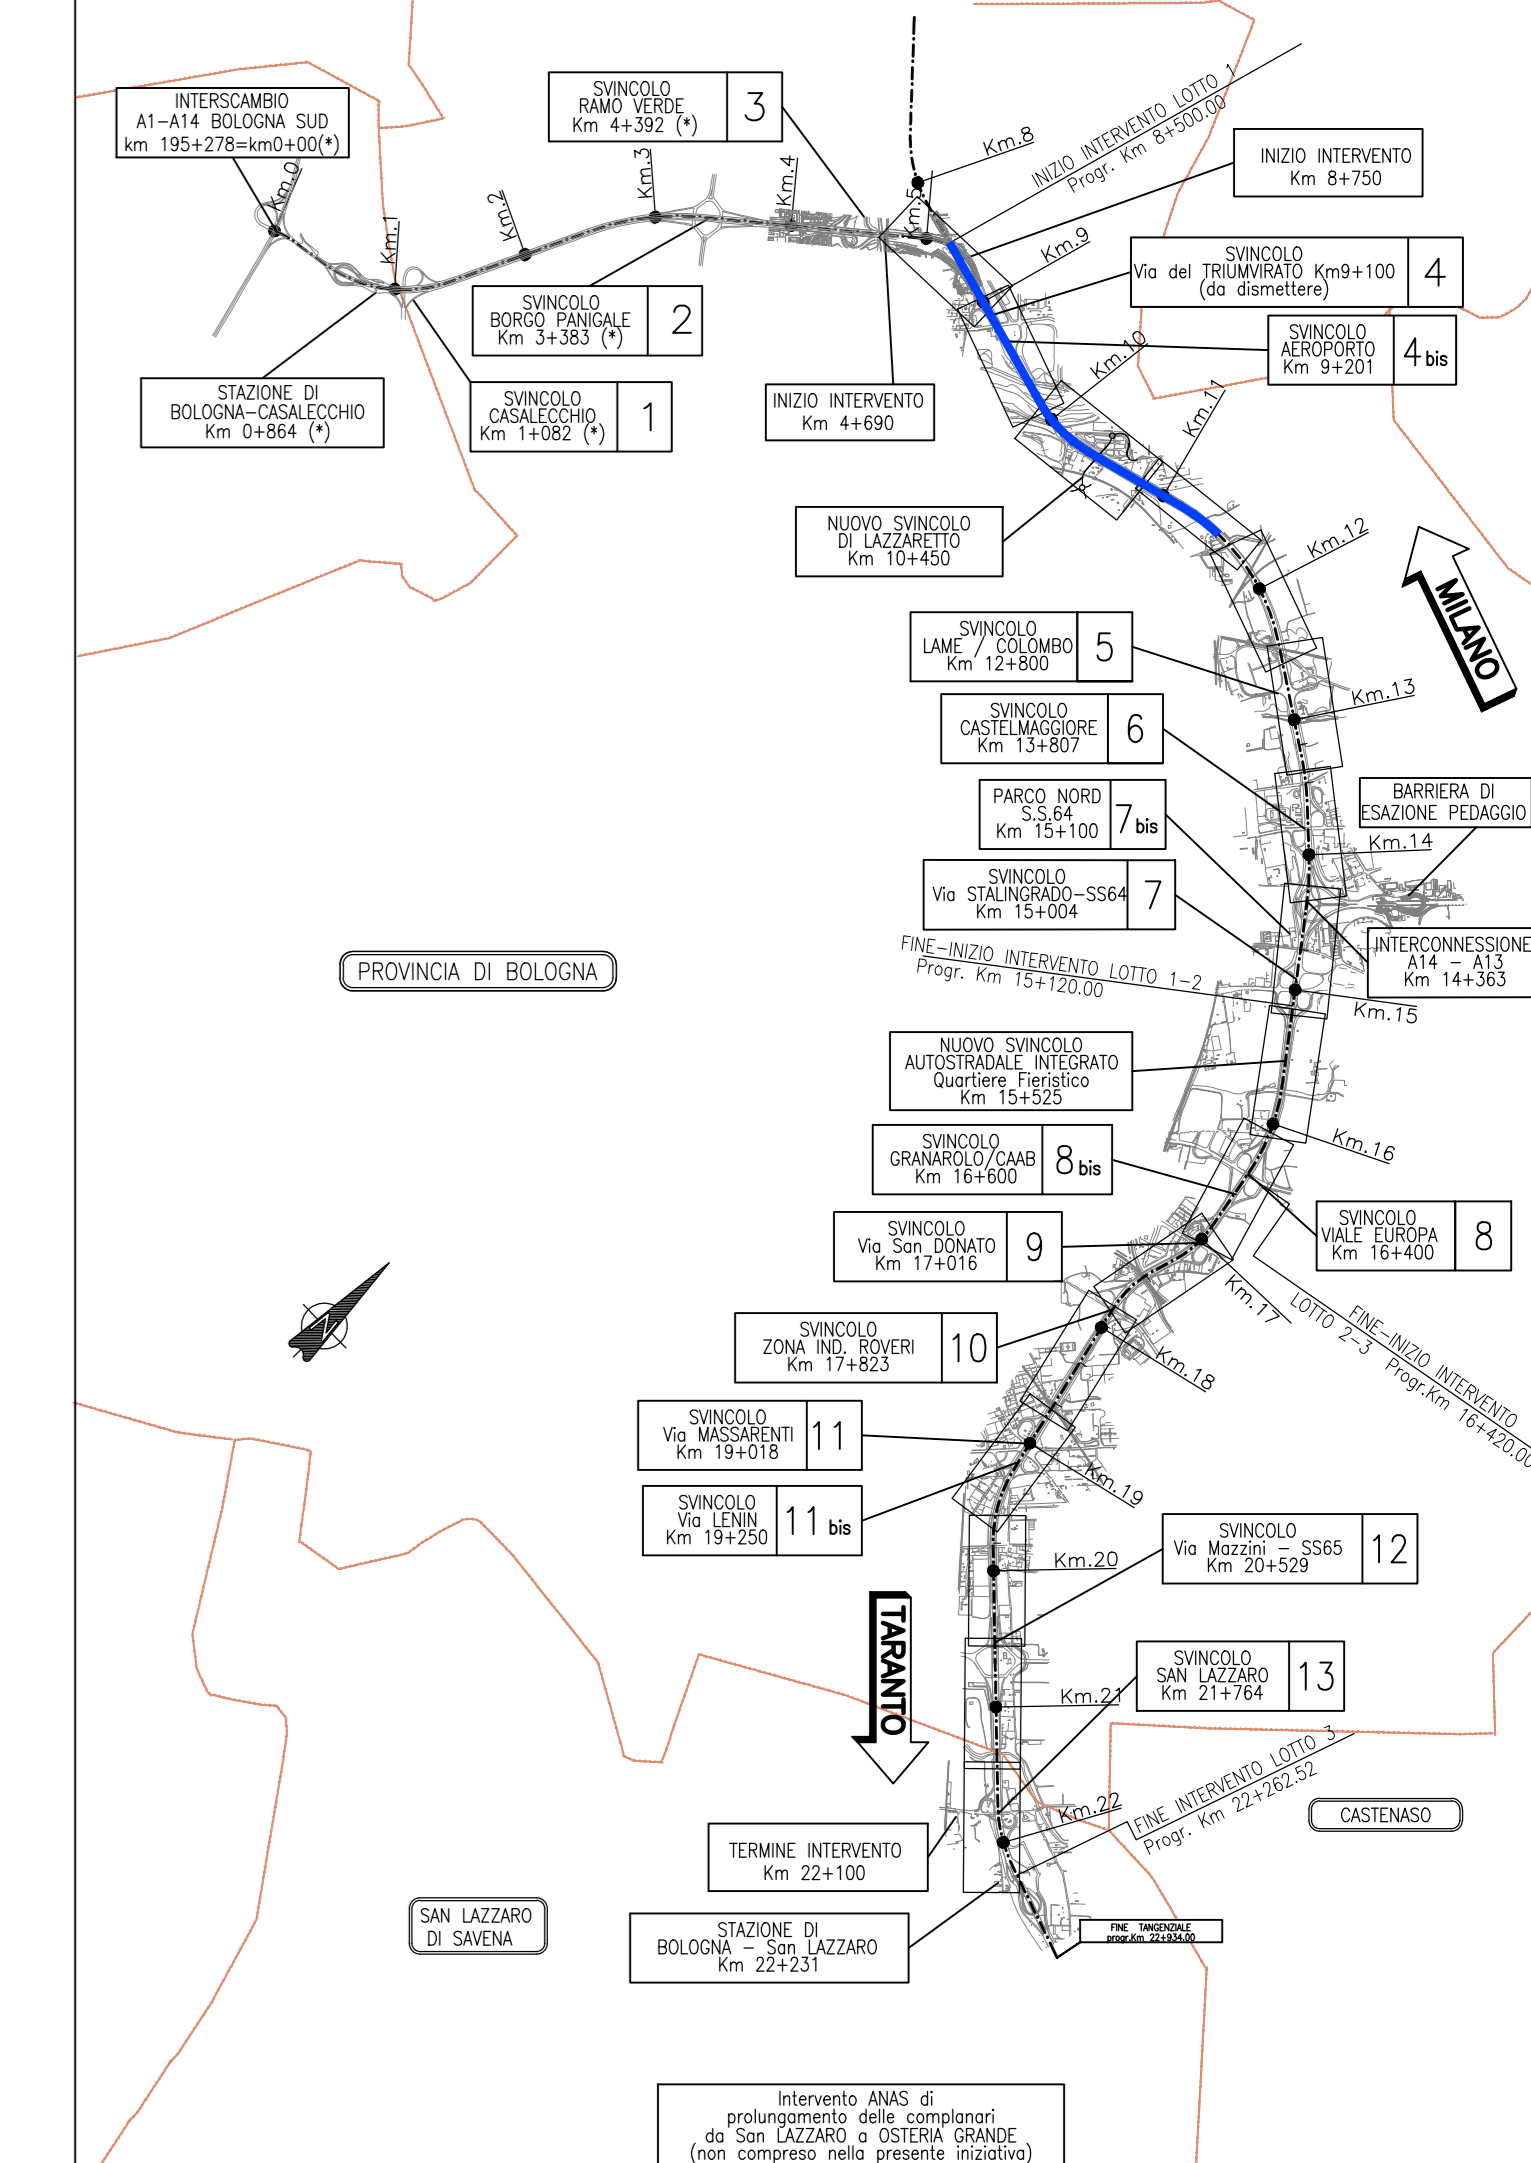 INTERSCAMBIO
A1-A14 BOLOGNA SUD
km 195+278=km0+00(*)
SVINCOLO
RAMO VERDE
Km 4+392 (*)
3
Km.0
Km.1
Km.2
Km.3
Km.4
Km.5
Km.8
INIZIO INTERVENTO LOTTO 1
Progr. Km 8+500.00
INIZIO INTERVENTO
Km 8+750
Km.9
SVINCOLO
Via del TRIUMVIRATO Km9+100
(da dismettere)
4
SVINCOLO
AEROPORTO
Km 9+201
4 bis
SVINCOLO
BORGO PANIGALE
Km 3+383 (*)
2
STAZIONE DI
BOLOGNA-CASALECCHIO
Km 0+864 (*)
SVINCOLO
CASALECCHIO
Km 1+082 (*)
1
INIZIO INTERVENTO
Km 4+690
Km.10
Km.11
NUOVO SVINCOLO
DI LAZZARETTO
Km 10+450
Km.12
MILANO
SVINCOLO
LAME / COLOMBO
Km 12+800
5
Km.13
SVINCOLO
CASTELMAGGIORE
Km 13+807
6
PARCO NORD
S.S.64
Km 15+100
7 bis
BARRIERA DI
ESAZIONE PEDAGGIO
Km.14
SVINCOLO
Via STALINGRADO-SS64
Km 15+004
7
INTERCONNESSIONE
A14 - A13
Km 14+363
FINE-INIZIO INTERVENTO LOTTO 1-2
Progr. Km 15+120.00
PROVINCIA DI BOLOGNA
Km.15
NUOVO SVINCOLO
AUTOSTRADALE INTEGRATO
Quartiere Fieristico
Km 15+525
Km.16
SVINCOLO
GRANAROLO/CAAB
Km 16+600
8 bis
SVINCOLO
VIALE EUROPA
Km 16+400
8
SVINCOLO
Via San DONATO
Km 17+016
9
Km.17
FINE-INIZIO INTERVENTO
LOTTO 2-3 Progr.Km 16+420.00
SVINCOLO
ZONA IND. ROVERI
Km 17+823
10
Km.18
SVINCOLO
Via MASSARENTI
Km 19+018
11
Km.19
SVINCOLO
Via LENIN
Km 19+250
11 bis
SVINCOLO
Via Mazzini - SS65
Km 20+529
12
Km.20
TARANTO
SVINCOLO
SAN LAZZARO
Km 21+764
13
Km.21
FINE INTERVENTO LOTTO 3
Progr. Km 22+262.52
Km.22
CASTENASO
TERMINE INTERVENTO
Km 22+100
SAN LAZZARO
DI SAVENA
STAZIONE DI
BOLOGNA - San LAZZARO
Km 22+231
FINE TANGENZIALE
progr.Km 22+934.00
Intervento ANAS di
prolungamento delle complanari
da San LAZZARO a OSTERIA GRANDE
(non compreso nella presente iniziativa)